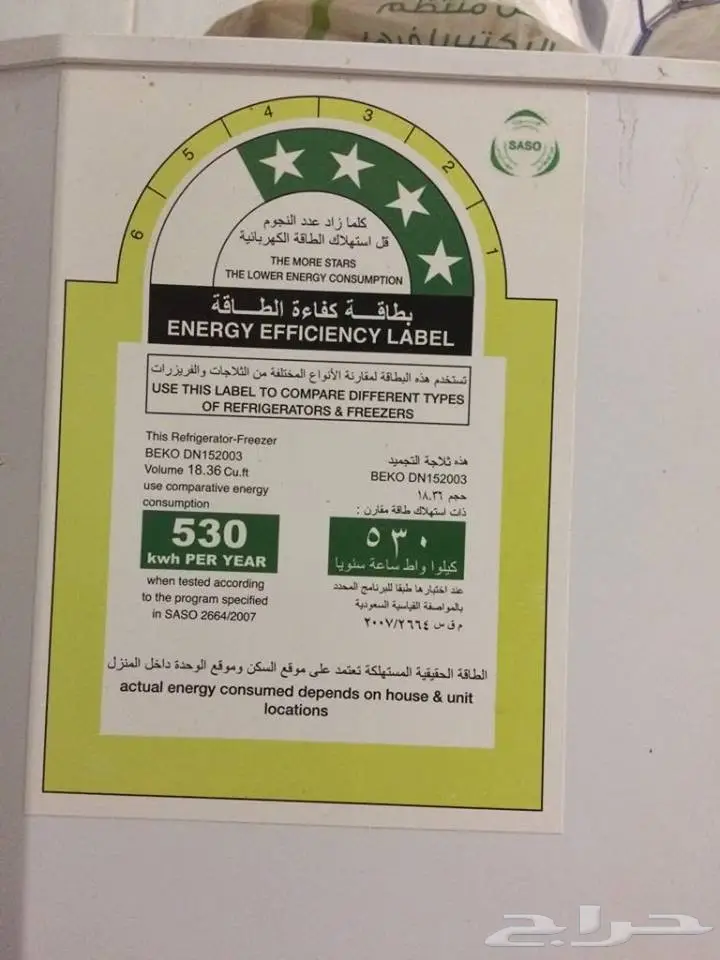 منتظم
SASO
1
2
3
4
5
6
كلما زاد عدد النجوم
قل استهلاك الطاقة الكهربائية
THE MORE STARS
THE LOWER ENERGY CONSUMPTION
بطاقـــة كفاءة الطـــاقة
ENERGY EFFICIENCY LABEL
تستخدم هذه البطاقة لمقارنة الأنواع المختلفة من الثلاجات والفريزرات
USE THIS LABEL TO COMPARE DIFFERENT TYPES
OF REFRIGERATORS & FREEZERS
This Refrigerator-Freezer
BEKO DN152003
Volume 18.36 Cu.ft
use comparative energy
consumption
530
kwh PER YEAR
when tested according
to the program specified
in SASO 2664/2007
هذه ثلاجة التجميد
BEKO DN152003
حجم ١٨.٣٦
ذات استهلاك طاقة مقارن :
٥٣٠
كيلوا واط ساعة سنويا
عند اختبارها طبقا للبرنامج المحدد
بالمواصفة القياسية السعودية
م ق س ٢٠٠٧/٢٦٦٤
الطاقة الحقيقية المستهلكة تعتمد على موقع السكن وموقع الوحدة داخل المنزل
actual energy consumed depends on house & unit
locations
حراج